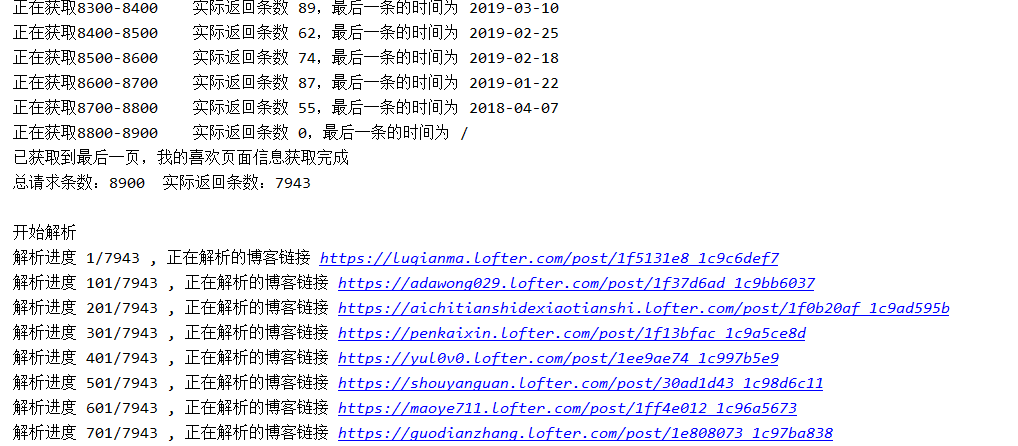 正在获取8300-8400    实际返回条数 89，最后一条的时间为 2019-03-10
正在获取8400-8500    实际返回条数 62，最后一条的时间为 2019-02-25
正在获取8500-8600    实际返回条数 74，最后一条的时间为 2019-02-18
正在获取8600-8700    实际返回条数 87，最后一条的时间为 2019-01-22
正在获取8700-8800    实际返回条数 55，最后一条的时间为 2018-04-07
正在获取8800-8900    实际返回条数 0，最后一条的时间为 /
已获取到最后一页，我的喜欢页面信息获取完成
总请求条数：8900  实际返回条数：7943
开始解析
解析进度 1/7943 , 正在解析的博客链接 https://luqianma.lofter.com/post/1f5131e8_1c9c6def7
解析进度 101/7943 , 正在解析的博客链接 https://adawong029.lofter.com/post/1f37d6ad_1c9bb6037
解析进度 201/7943 , 正在解析的博客链接 https://aichitianshidexiaotianshi.lofter.com/post/1f0b20af_1c9ad595b
解析进度 301/7943 , 正在解析的博客链接 https://penkaixin.lofter.com/post/1f13bfac_1c9a5ce8d
解析进度 401/7943 , 正在解析的博客链接 https://yul0v0.lofter.com/post/1ee9ae74_1c997b5e9
解析进度 501/7943 , 正在解析的博客链接 https://shouyanquan.lofter.com/post/30ad1d43_1c98d6c11
解析进度 601/7943 , 正在解析的博客链接 https://maoye711.lofter.com/post/1ff4e012_1c96a5673
解析进度 701/7943 , 正在解析的博客链接 https://guodianzhang.lofter.com/post/1e808073_1c97ba838